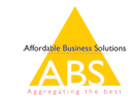 Affordable Business Solutions
ABS
Aggregating the best